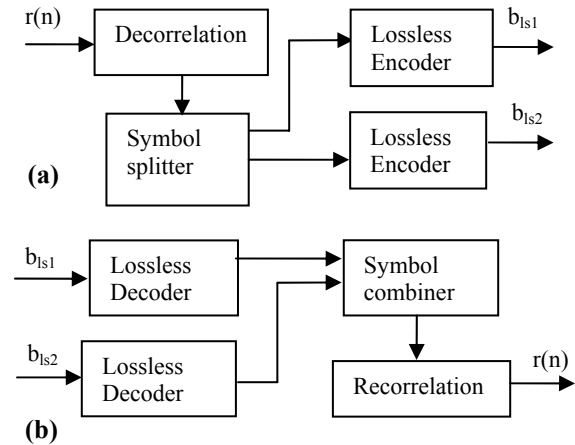 r(n)
Decorrelation
Symbol
splitter
Lossless
Encoder
b_ls1
Lossless
Encoder
b_ls2
(a)
b_ls1
Lossless
Decoder
b_ls2
Lossless
Decoder
Symbol
combiner
Recorrelation
r(n)
(b)